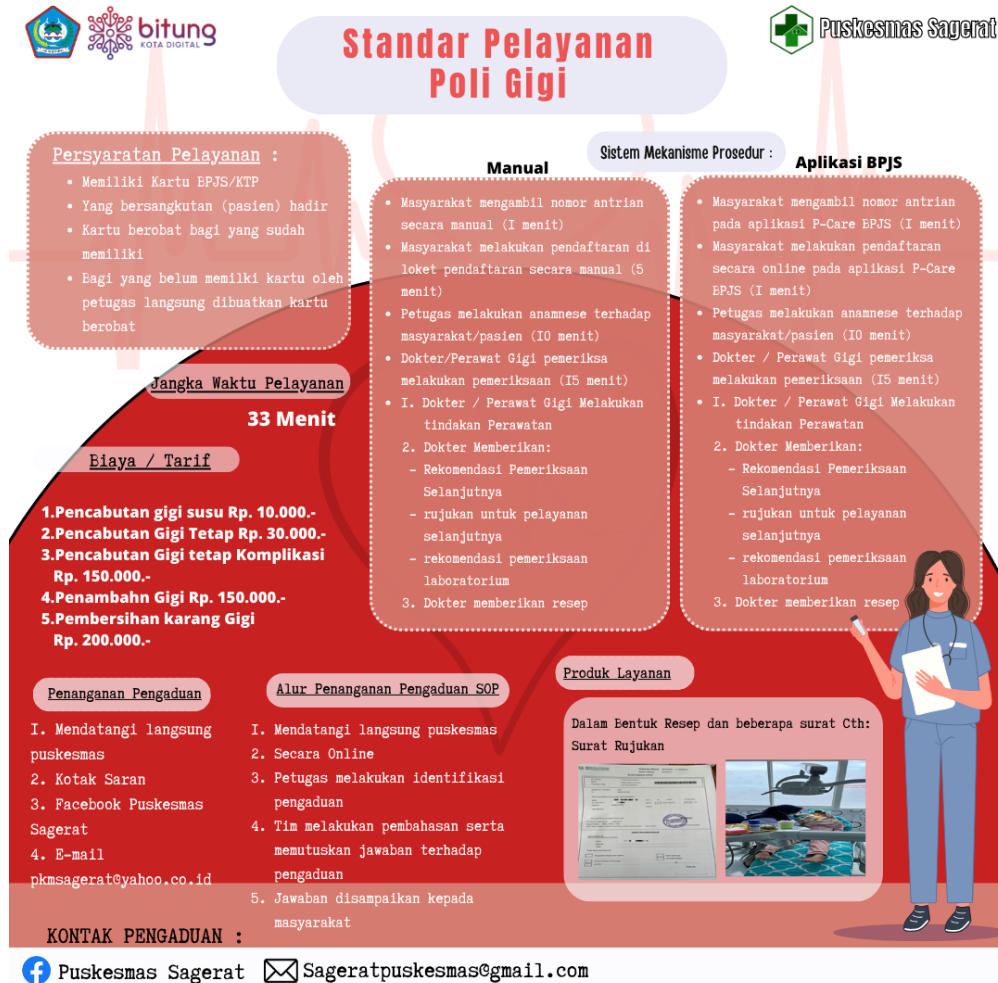 bitung
KOTA DIGITAL
Standar Pelayanan
Poli Gigi
Puskesmas Sagerat
Persyaratan Pelayanan :
• Memiliki Kartu BPJS/KTP
• Yang bersangkutan (pasien) hadir
• Kartu berobat bagi yang sudah
memiliki
• Bagi yang belum memilki kartu oleh
petugas langsung dibuatkan kartu
berobat
Jangka Waktu Pelayanan
33 Menit
Biaya / Tarif
1.Pencabutan gigi susu Rp. 10.000.-
2.Pencabutan Gigi Tetap Rp. 30.000.-
3.Pencabutan Gigi tetap Komplikasi
Rp. 150.000.-
4.Penambahn Gigi Rp. 150.000.-
5.Pembersihan karang Gigi
Rp. 200.000.-
Sistem Mekanisme Prosedur :
Manual
• Masyarakat mengambil nomor antrian
secara manual (I menit)
• Masyarakat melakukan pendaftaran di
loket pendaftaran secara manual (5
menit)
• Petugas melakukan anamnese terhadap
masyarakat/pasien (I0 menit)
• Dokter/Perawat Gigi pemeriksa
melakukan pemeriksaan (I5 menit)
• I. Dokter / Perawat Gigi Melakukan
tindakan Perawatan
2. Dokter Memberikan:
- Rekomendasi Pemeriksaan
Selanjutnya
- rujukan untuk pelayanan
selanjutnya
- rekomendasi pemeriksaan
laboratorium
3. Dokter memberikan resep
Aplikasi BPJS
• Masyarakat mengambil nomor antrian
pada aplikasi P-Care BPJS (I menit)
• Masyarakat melakukan pendaftaran
secara online pada aplikasi P-Care
BPJS (I menit)
• Petugas melakukan anamnese terhadap
masyarakat/pasien (I0 menit)
• Dokter / Perawat Gigi pemeriksa
melakukan pemeriksaan (I5 menit)
• I. Dokter / Perawat Gigi Melakukan
tindakan Perawatan
2. Dokter Memberikan:
- Rekomendasi Pemeriksaan
Selanjutnya
- rujukan untuk pelayanan
selanjutnya
- rekomendasi pemeriksaan
laboratorium
3. Dokter memberikan resep
Penanganan Pengaduan
I. Mendatangi langsung
puskesmas
2. Kotak Saran
3. Facebook Puskesmas
Sagerat
4. E-mail
pkmsagerat@yahoo.co.id
Alur Penanganan Pengaduan SOP
I. Mendatangi langsung puskesmas
2. Secara Online
3. Petugas melakukan identifikasi
pengaduan
4. Tim melakukan pembahasan serta
memutuskan jawaban terhadap
pengaduan
5. Jawaban disampaikan kepada
masyarakat
Produk Layanan
Dalam Bentuk Resep dan beberapa surat Cth:
Surat Rujukan
KONTAK PENGADUAN :
Puskesmas Sagerat
Sageratpuskesmas@gmail.com